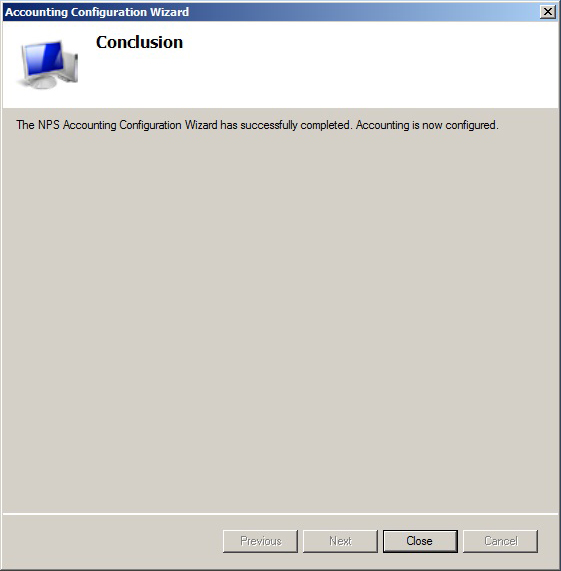 Accounting Configuration Wizard
Conclusion
The NPS Accounting Configuration Wizard has successfully completed. Accounting is now configured.
Previous
Next
Close
Cancel